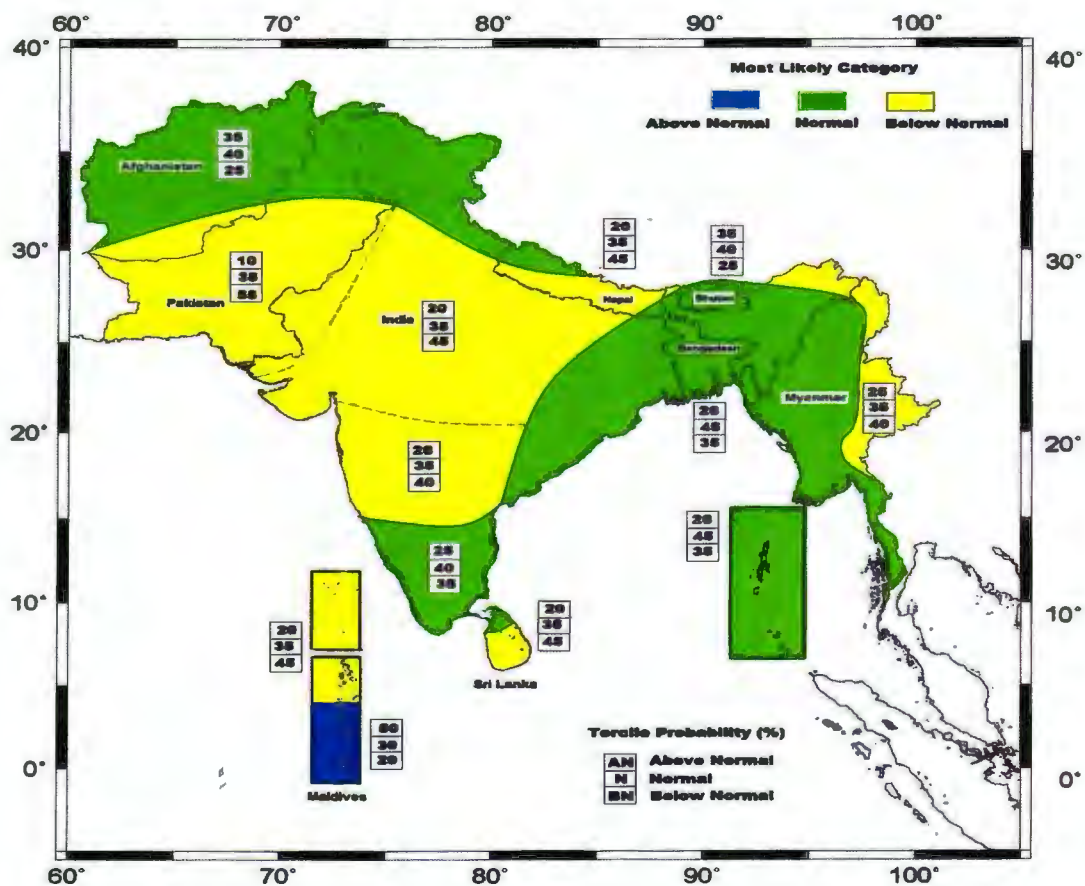 60° 70° 80° 90° 100°
40° 40°
Most Likely Category
Above Normal Normal Below Normal
35
40
25
Afghanistan
30° 30°
20
35
45
35
40
25
10
35
55
Pakistan
Nepal
Bhutan
India
20
35
45
Bangladesh
Myanmar
25
35
40
20° 20°
20
45
35
25
35
40
20
45
35
25
40
35
10° 10°
20
35
45
20
35
45
Sri Lanka
50
30
20
Tercile Probability (%)
AN Above Normal
N Normal
BN Below Normal
0° 0°
Maldives
60° 70° 80° 90° 100°